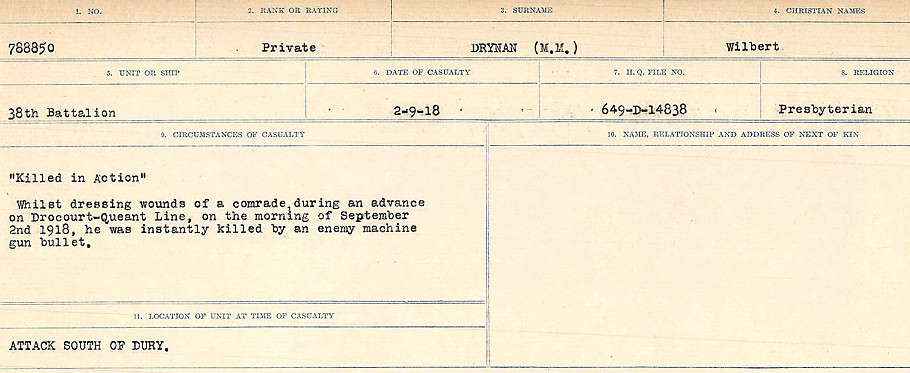 1. NO. 2. RANK OR RATING 3. SURNAME 4. CHRISTIAN NAMES
788850 Private DRYNAN (M.M.) Wilbert
5. UNIT OR SHIP 6. DATE OF CASUALTY 7. H. Q. FILE NO. 8. RELIGION
38th Battalion 2-9-18 649-D-14838 Presbyterian
9. CIRCUMSTANCES OF CASUALTY 10. NAME, RELATIONSHIP AND ADDRESS OF NEXT OF KIN
"Killed in Action"
Whilst dressing wounds of a comrade, during an advance
on Drocourt-Queant Line, on the morning of September
2nd 1918, he was instantly killed by an enemy machine
gun bullet.
11. LOCATION OF UNIT AT TIME OF CASUALTY
ATTACK SOUTH OF DURY.